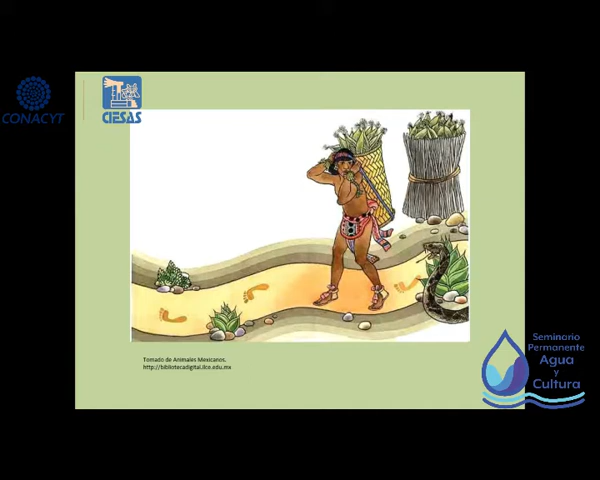 CONACYT
CIESAS
Tomado de Animales Mexicanos.
http://bibliotecadigital.ilce.edu.mx
Seminario
Permanente
Agua
y
Cultura